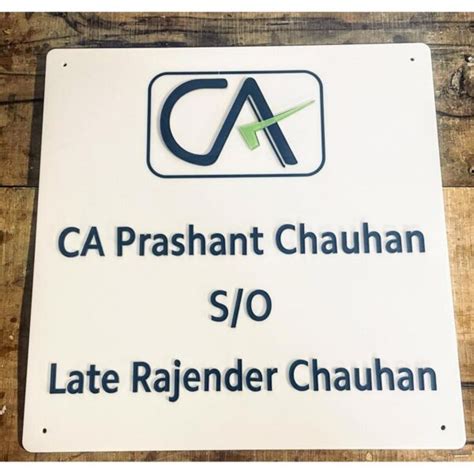 CA
CA Prashant Chauhan
S/O
Late Rajender Chauhan